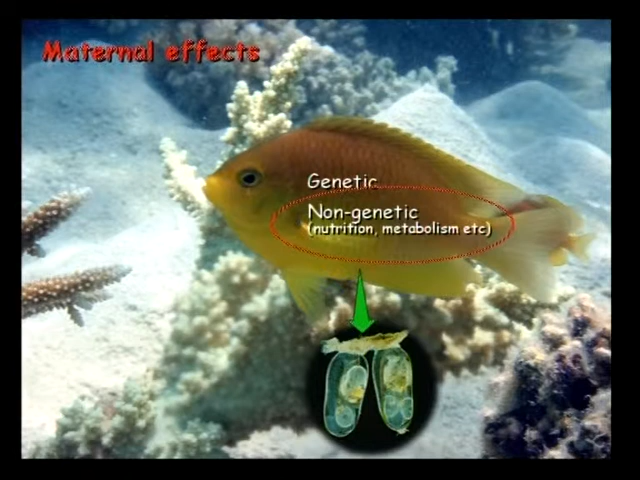 Maternal effects
Genetic
Non-genetic
(nutrition, metabolism etc)